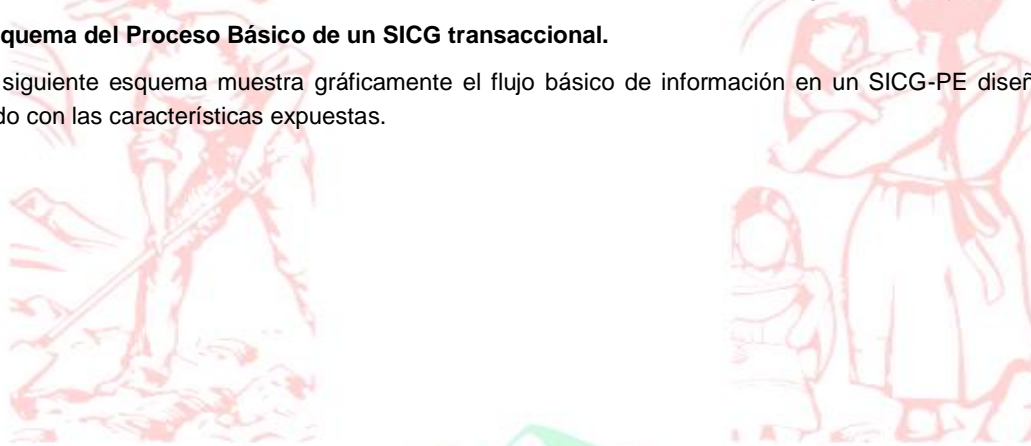 quema del Proceso Básico de un SICG transaccional.
siguiente esquema muestra gráficamente el flujo básico de información en un SICG-PE diseñ
do con las características expuestas.